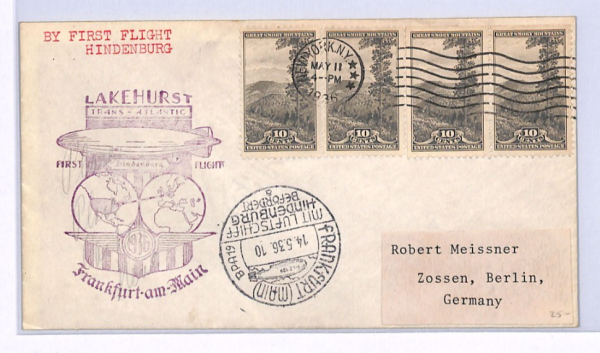 BY FIRST FLIGHT
HINDENBURG
GREAT SMOKY MOUNTAINS
10 CENTS 10
UNITED STATES POSTAGE
GREAT SMOKY MOUNTAINS
10 CENTS 10
UNITED STATES POSTAGE
GREAT SMOKY MOUNTAINS
10 CENTS 10
UNITED STATES POSTAGE
GREAT SMOKY MOUNTAINS
10 CENTS 10
UNITED STATES POSTAGE
NEW YORK, N.Y.
MAY 11
4-PM
1936
LAKEHURST
TRANS-ATLANTIC
Hindenburg
FIRST FLIGHT
1936
Frankfurt-am-Main
MIT LUFTSCHIFF
HINDENBURG
BEFÖRDERT
14.5.36.10
FRANKFURT (MAIN)
Robert Meissner
Zossen, Berlin,
Germany
25-